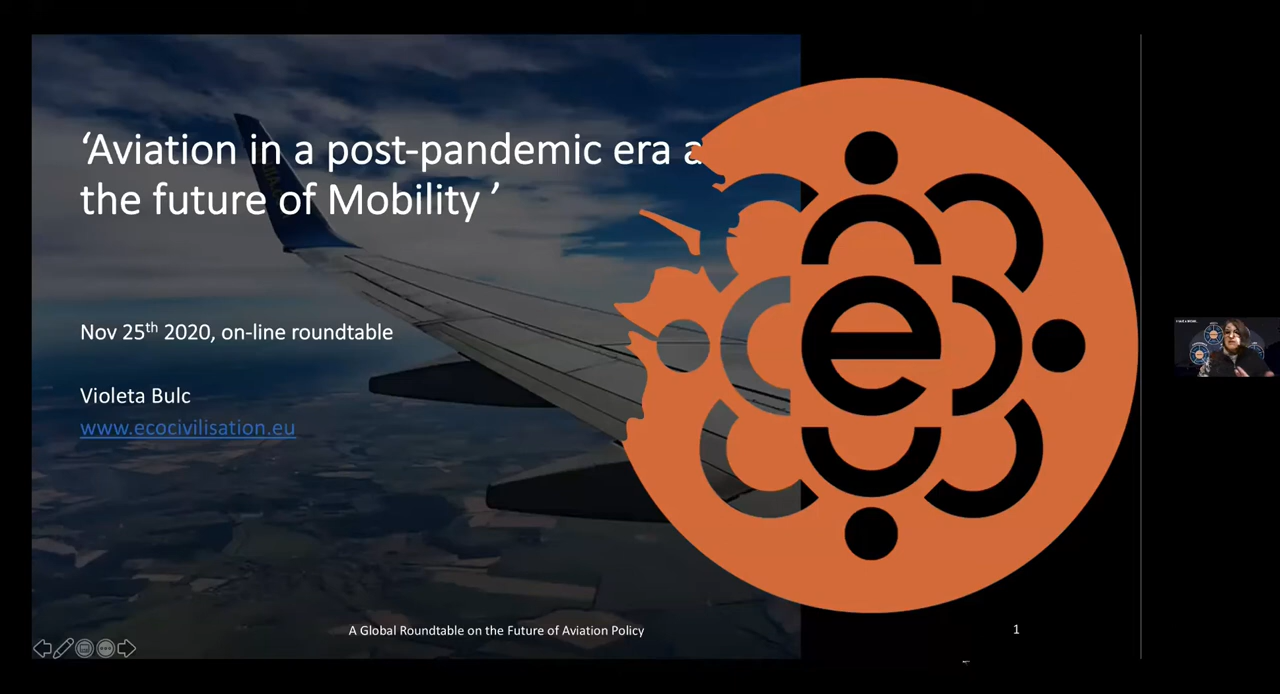 ‘Aviation in a post-pandemic era a
the future of Mobility ’
Nov 25th 2020, on-line roundtable
Violeta Bulc
www.ecocivilisation.eu
e
A Global Roundtable on the Future of Aviation Policy
1